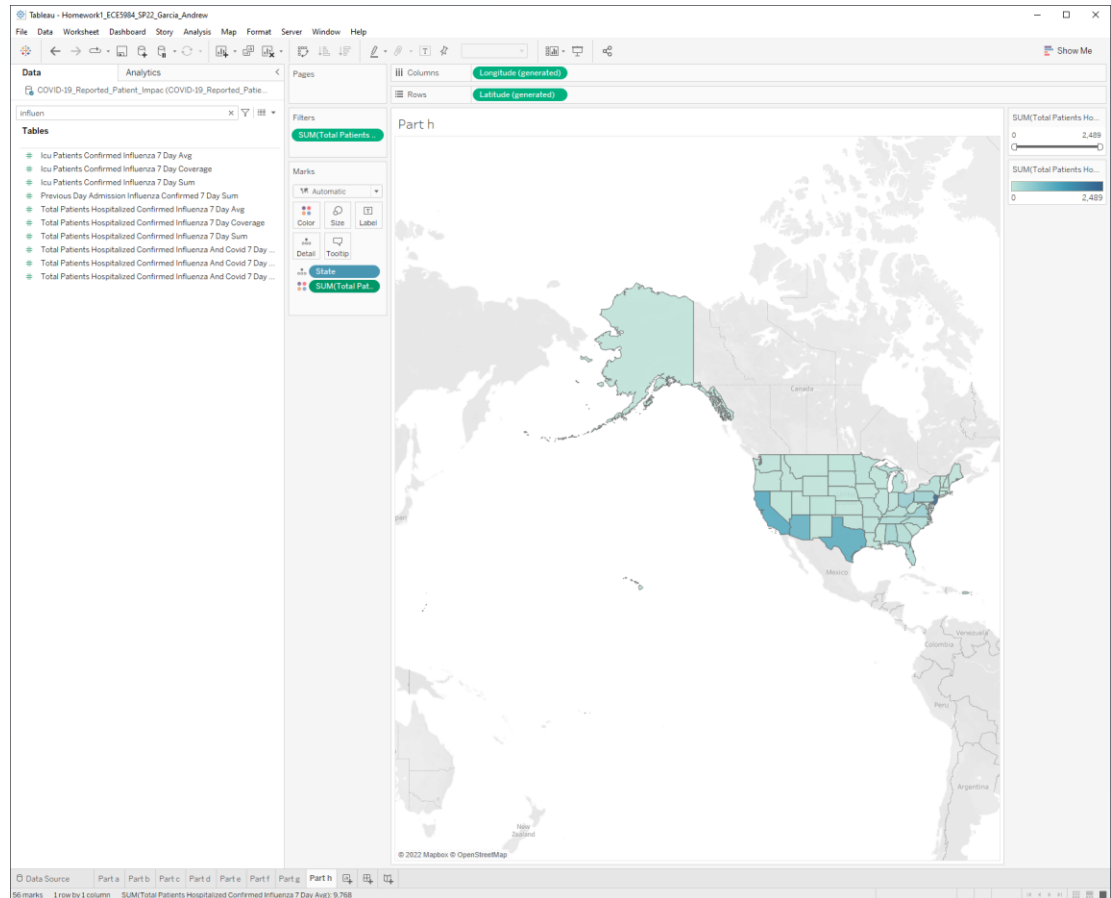 Tableau - Homework1_ECE5984_SP22_Garcia_Andrew
File Data Worksheet Dashboard Story Analysis Map Format Server Window Help
Show Me
Data Analytics
COVID-19_Reported_Patient_Impac (COVID-19_Reported_Patie...
influen
Tables
Icu Patients Confirmed Influenza 7 Day Avg
Icu Patients Confirmed Influenza 7 Day Coverage
Icu Patients Confirmed Influenza 7 Day Sum
Previous Day Admission Influenza Confirmed 7 Day Sum
Total Patients Hospitalized Confirmed Influenza 7 Day Avg
Total Patients Hospitalized Confirmed Influenza 7 Day Coverage
Total Patients Hospitalized Confirmed Influenza 7 Day Sum
Total Patients Hospitalized Confirmed Influenza And Covid 7 Day ...
Total Patients Hospitalized Confirmed Influenza And Covid 7 Day ...
Total Patients Hospitalized Confirmed Influenza And Covid 7 Day ...
Pages
Filters
SUM(Total Patients ..
Marks
Automatic
Color Size Label
Detail Tooltip
State
SUM(Total Pat..
Columns Longitude (generated)
Rows Latitude (generated)
Part h
Canada
Mexico
Venezuela
Colombia
Peru
Argentina
New
Zealand
© 2022 Mapbox © OpenStreetMap
SUM(Total Patients Ho...
0 2,489
SUM(Total Patients Ho...
0 2,489
Data Source Part a Part b Part c Part d Part e Part f Part g Part h
56 marks 1 row by 1 column SUM(Total Patients Hospitalized Confirmed Influenza 7 Day Avg): 9,768